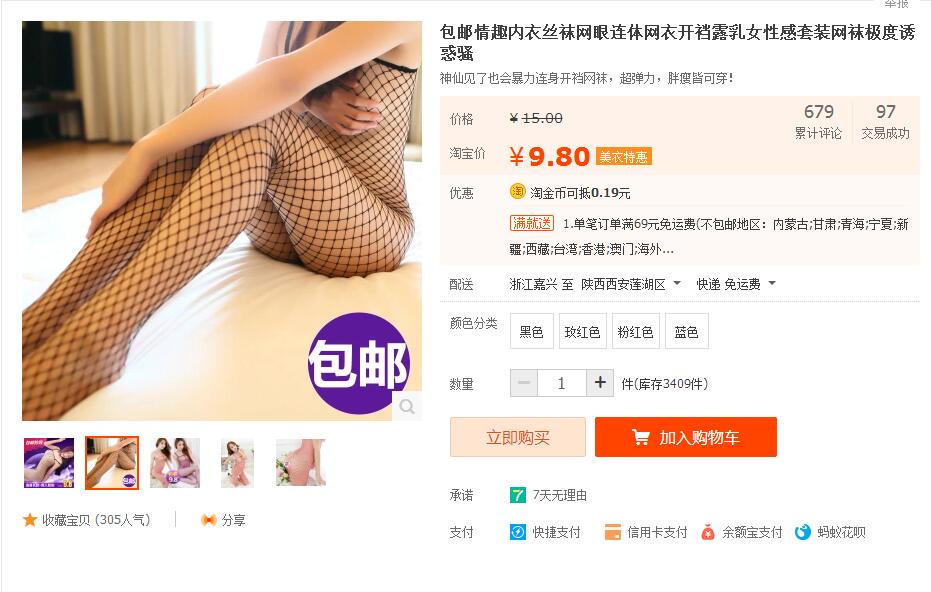 举报
包邮情趣内衣丝袜网眼连体网衣开裆露乳女性感套装网袜极度诱
惑骚
神仙见了也会暴力连身开裆网袜，超弹力，胖瘦皆可穿！
价格 ¥15.00
679 累计评论
97 交易成功
淘宝价 ¥9.80 美衣特惠
优惠 淘金币可抵0.19元
满就送 1.单笔订单满69元免运费(不包邮地区：内蒙古;甘肃;青海;宁夏;新
疆;西藏;台湾;香港;澳门;海外...
配送 浙江嘉兴 至 陕西西安莲湖区 快递 免运费
颜色分类 黑色 玫红色 粉红色 蓝色
数量 − 1 + 件(库存3409件)
立即购买 加入购物车
承诺 7 7天无理由
支付 快捷支付 信用卡支付 余额宝支付 蚂蚁花呗
包邮
收藏宝贝 (305人气) 分享